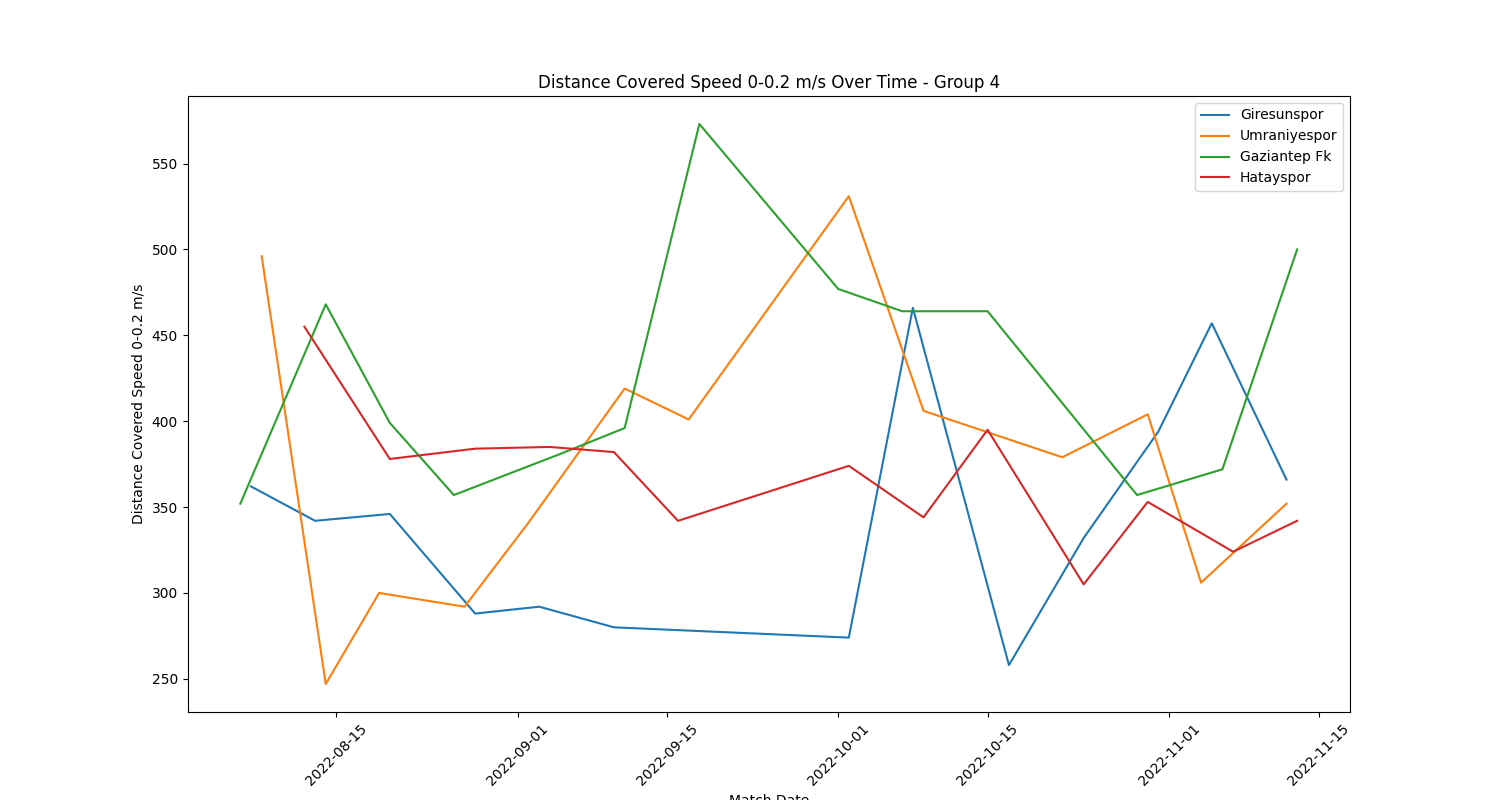 Distance Covered Speed 0-0.2 m/s Over Time - Group 4
Giresunspor
Umraniyespor
Gaziantep Fk
Hatayspor
Distance Covered Speed 0-0.2 m/s
550
500
450
400
350
300
250
2022-08-15
2022-09-01
2022-09-15
2022-10-01
2022-10-15
2022-11-01
2022-11-15
Match Date